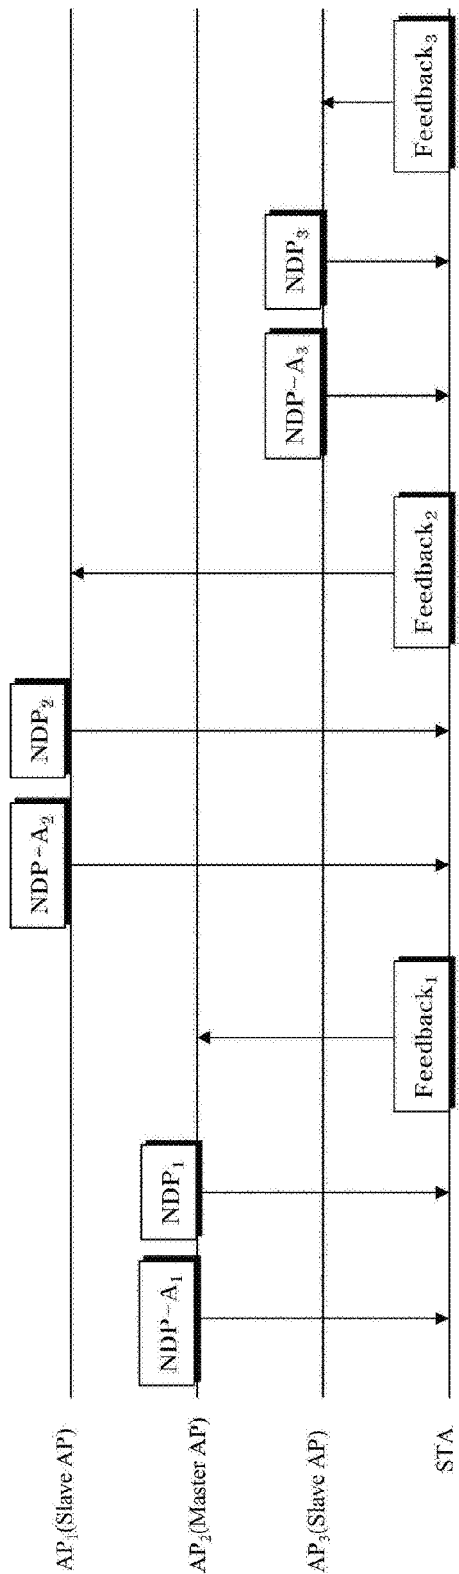 AP₁(Slave AP)
NDP-A₂
NDP₂
AP₂(Master AP)
NDP-A₁
NDP₁
AP₃(Slave AP)
NDP-A₃
NDP₃
STA
Feedback₁
Feedback₂
Feedback₃